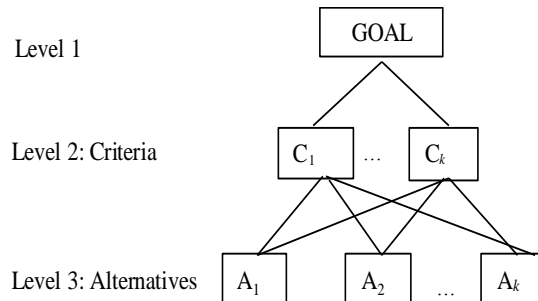 GOAL
Level 1
Level 2: Criteria C₁ ... Cₖ
Level 3: Alternatives A₁ A₂ ... Aₖ